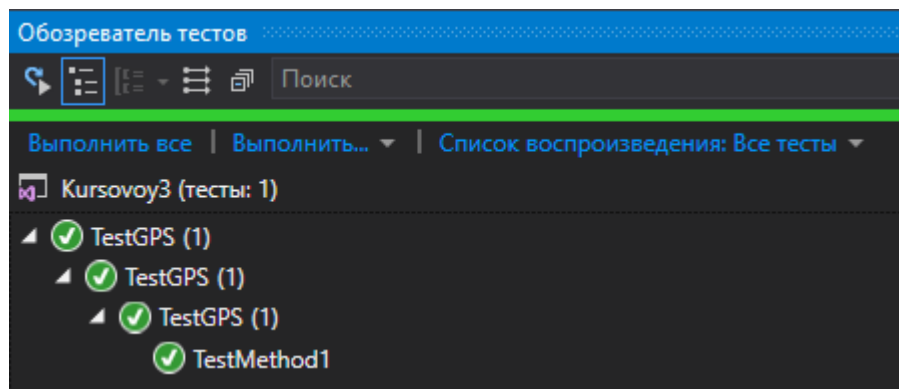 Обозреватель тестов
Поиск
Выполнить все | Выполнить... | Список воспроизведения: Все тесты
Kursovoy3 (тесты: 1)
TestGPS (1)
TestGPS (1)
TestGPS (1)
TestMethod1